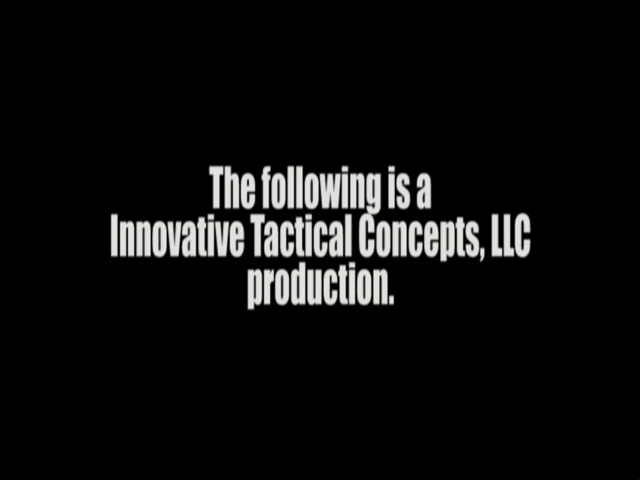 The following is a
Innovative Tactical Concepts, LLC
production.